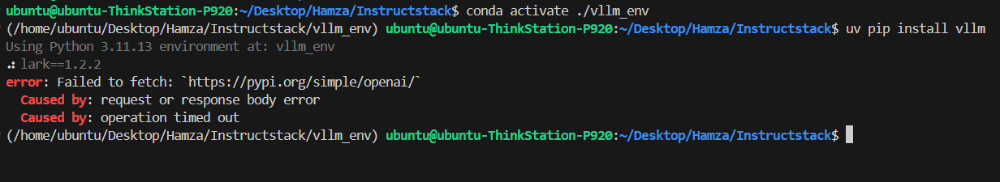 ubuntu@ubuntu-ThinkStation-P920:~/Desktop/Hamza/Instructstack$ conda activate ./vllm_env
(/home/ubuntu/Desktop/Hamza/Instructstack/vllm_env) ubuntu@ubuntu-ThinkStation-P920:~/Desktop/Hamza/Instructstack$ uv pip install vllm
Using Python 3.11.13 environment at: vllm_env
⠴ lark==1.2.2
error: Failed to fetch: `https://pypi.org/simple/openai/`
  Caused by: request or response body error
  Caused by: operation timed out
(/home/ubuntu/Desktop/Hamza/Instructstack/vllm_env) ubuntu@ubuntu-ThinkStation-P920:~/Desktop/Hamza/Instructstack$